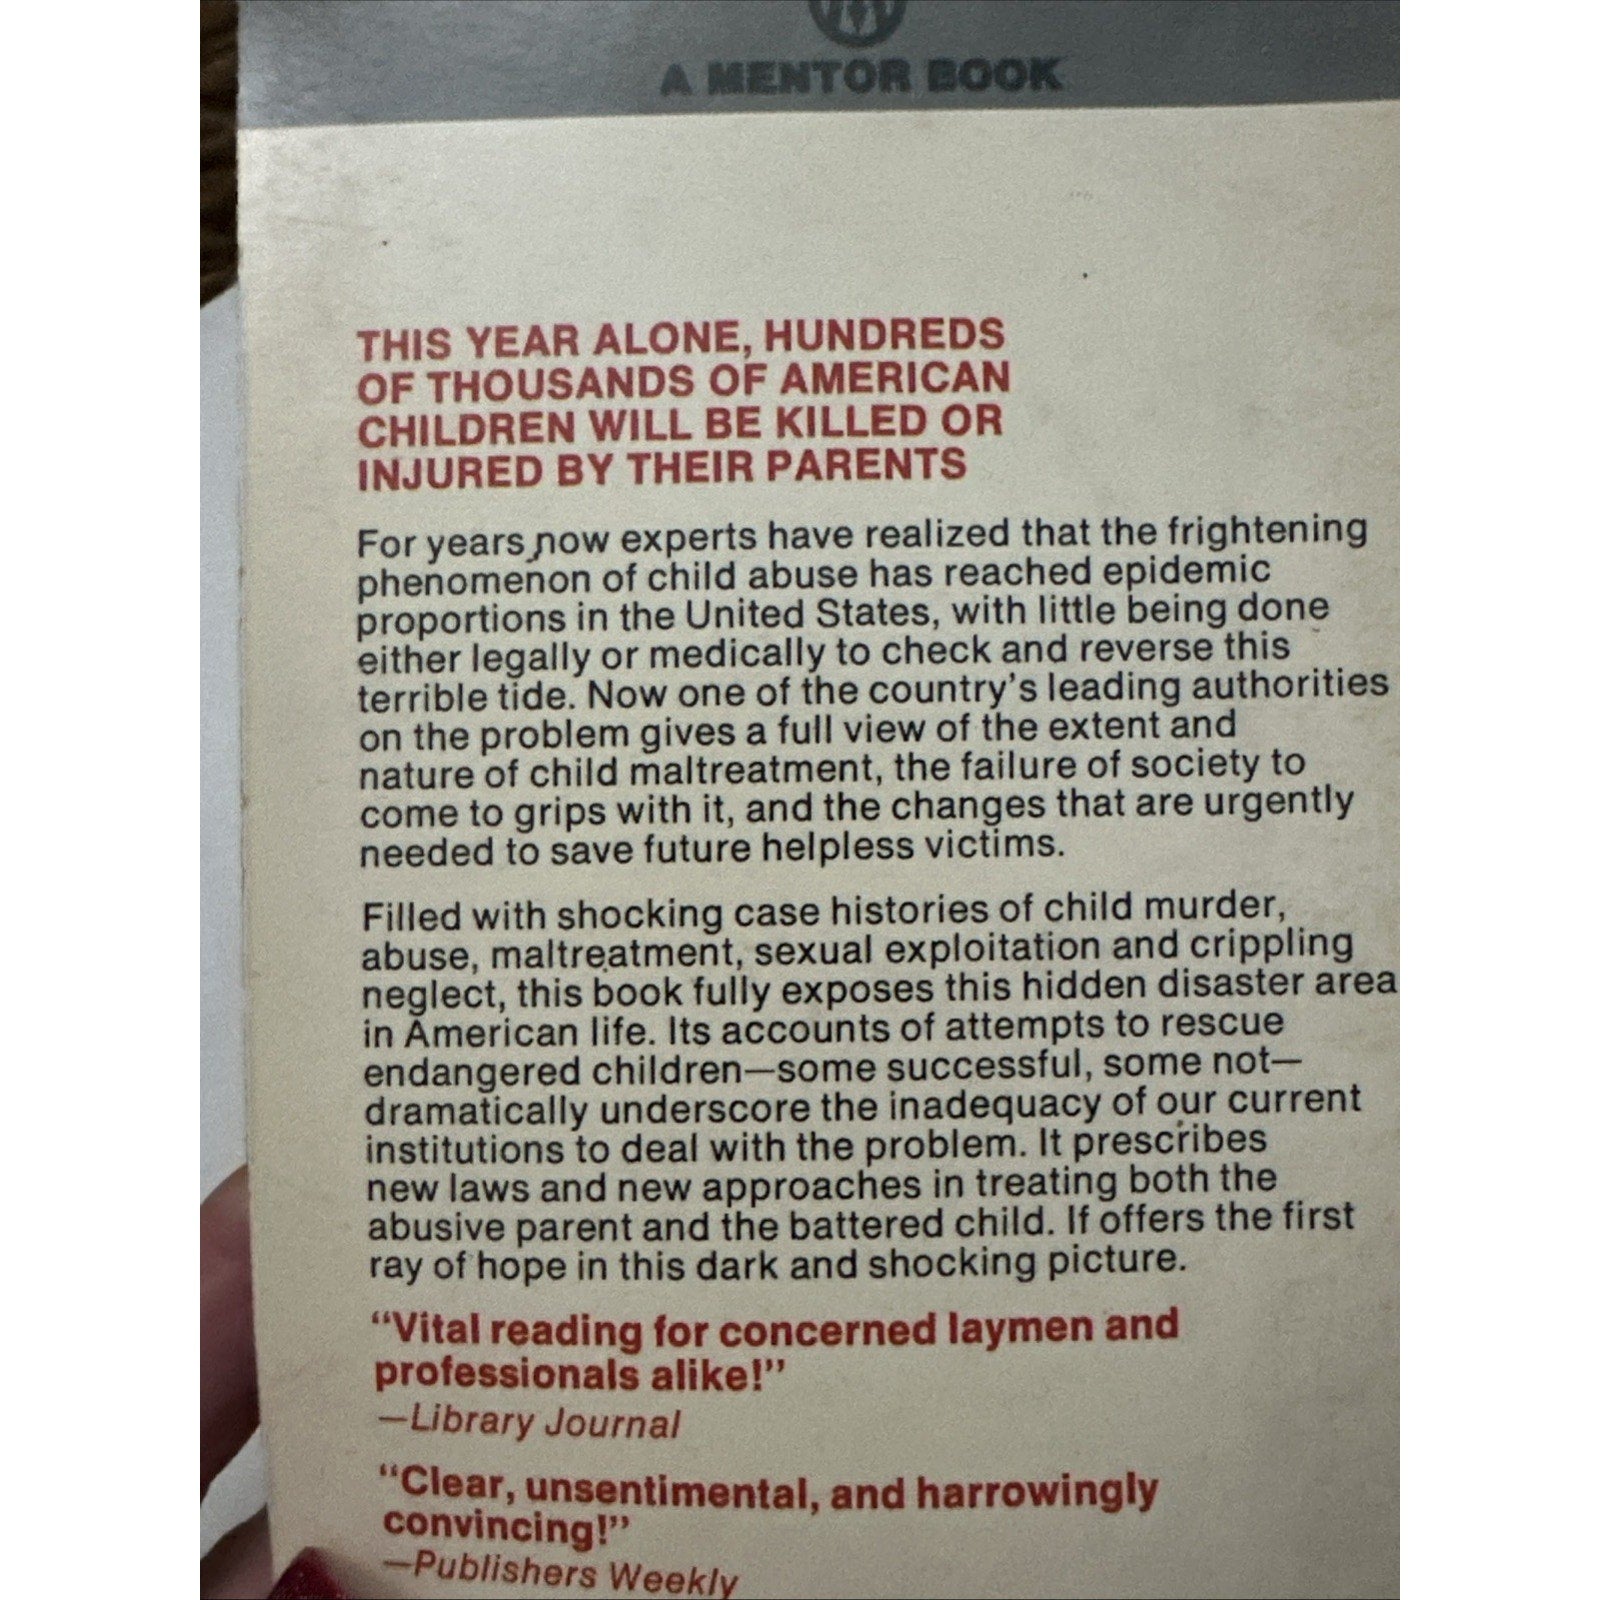 A MENTOR BOOK
THIS YEAR ALONE, HUNDREDS
OF THOUSANDS OF AMERICAN
CHILDREN WILL BE KILLED OR
INJURED BY THEIR PARENTS
For years now experts have realized that the frightening
phenomenon of child abuse has reached epidemic
proportions in the United States, with little being done
either legally or medically to check and reverse this
terrible tide. Now one of the country's leading authorities
on the problem gives a full view of the extent and
nature of child maltreatment, the failure of society to
come to grips with it, and the changes that are urgently
needed to save future helpless victims.
Filled with shocking case histories of child murder,
abuse, maltreatment, sexual exploitation and crippling
neglect, this book fully exposes this hidden disaster area
in American life. Its accounts of attempts to rescue
endangered children—some successful, some not—
dramatically underscore the inadequacy of our current
institutions to deal with the problem. It prescribes
new laws and new approaches in treating both the
abusive parent and the battered child. If offers the first
ray of hope in this dark and shocking picture.
"Vital reading for concerned laymen and
professionals alike!"
—Library Journal
"Clear, unsentimental, and harrowingly
convincing!"
—Publishers Weekly